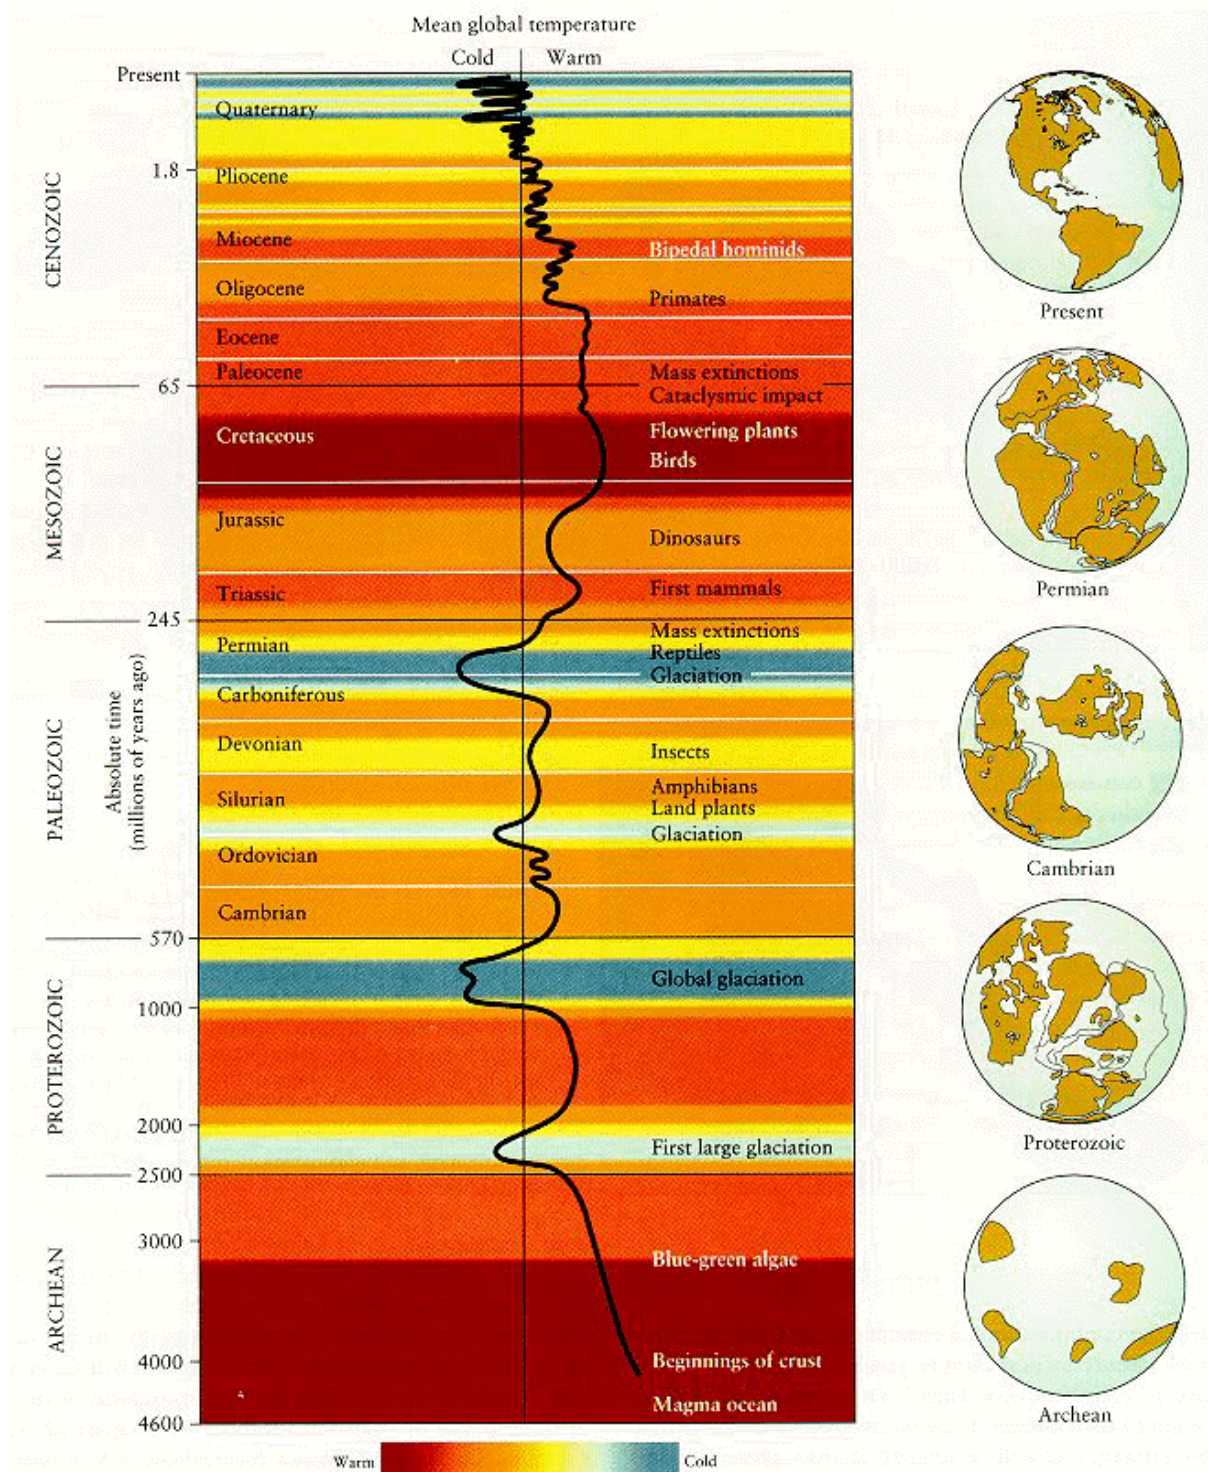 Mean global temperature
Cold Warm
Present
Quaternary
1.8
Pliocene
CENOZOIC
Miocene
Bipedal hominids
Oligocene
Primates
Present
Eocene
Paleocene
Mass extinctions
65
Cataclysmic impact
Cretaceous
Flowering plants
Birds
MESOZOIC
Jurassic
Dinosaurs
Triassic
First mammals
Permian
245
Mass extinctions
Permian
Reptiles
Glaciation
Carboniferous
Absolute time
(millions of years ago)
PALEOZOIC
Devonian
Insects
Silurian
Amphibians
Land plants
Glaciation
Ordovician
Cambrian
Cambrian
570
Global glaciation
1000
PROTEROZOIC
2000
First large glaciation
Proterozoic
2500
3000
Blue-green algae
ARCHEAN
4000
Beginnings of crust
Magma ocean
4600
Archean
Warm Cold